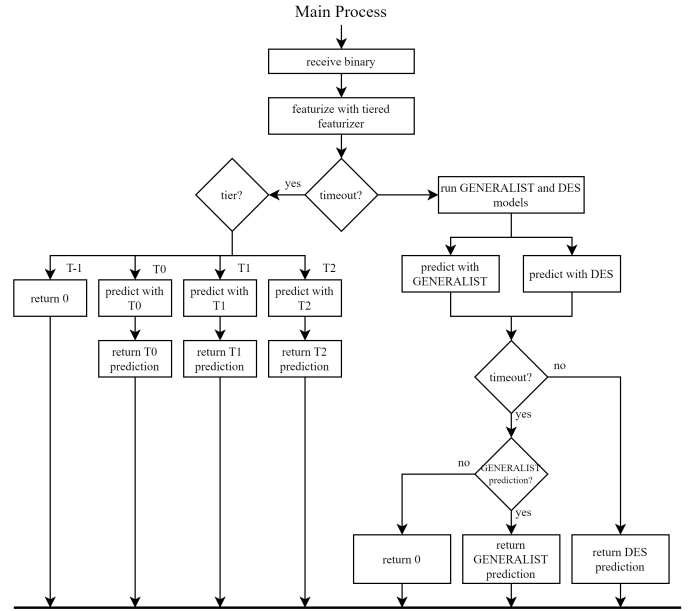 Main Process
receive binary
featurize with tiered
featurizer
tier?
yes
timeout?
run GENERALIST and DES
models
T-1
T0
T1
T2
predict with
GENERALIST
predict with DES
return 0
predict with
T0
predict with
T1
predict with
T2
return T0
prediction
return T1
prediction
return T2
prediction
timeout?
no
yes
no
GENERALIST
prediction?
yes
return 0
return
GENERALIST
prediction
return DES
prediction